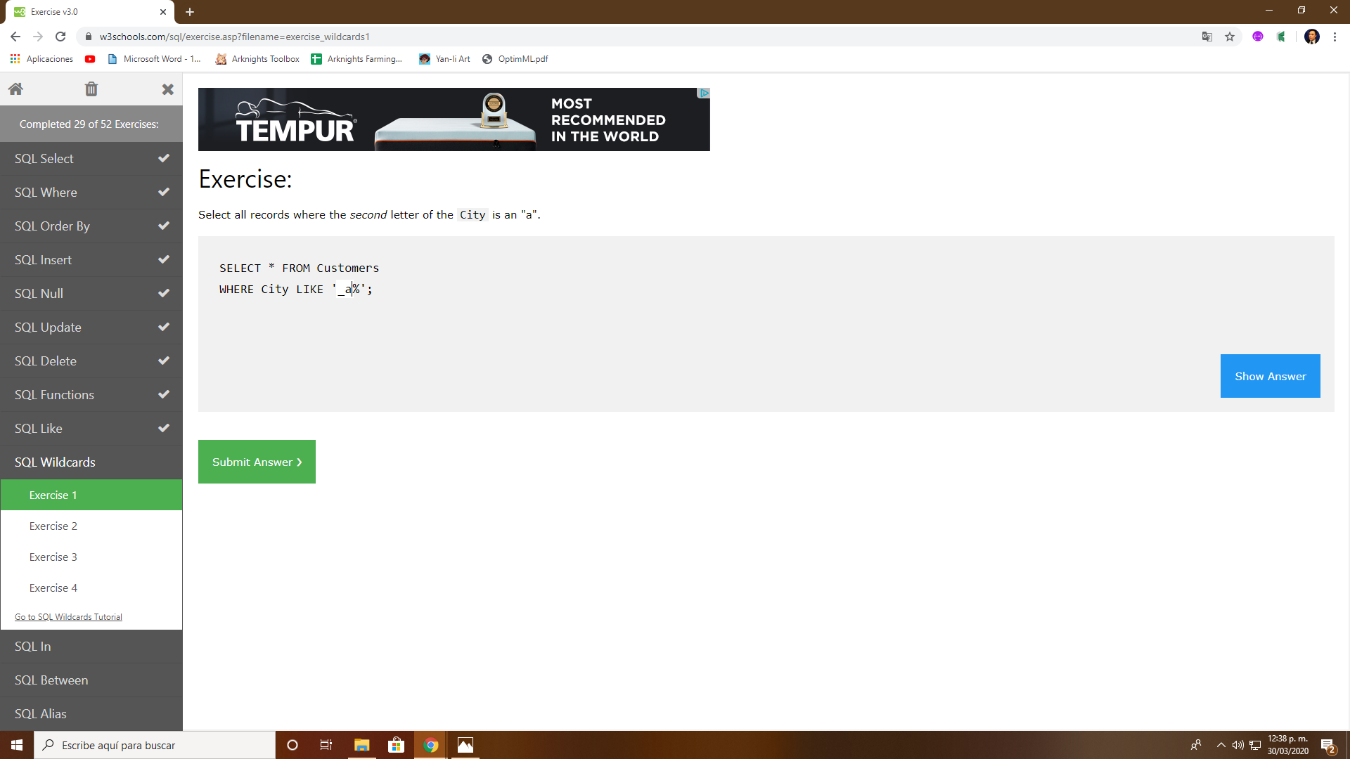 Exercise v3.0
w3schools.com/sql/exercise.asp?filename=exercise_wildcards1
Aplicaciones
Microsoft Word - 1...
Arknights Toolbox
Arknights Farming...
Yan-li Art
OptimML.pdf
Completed 29 of 52 Exercises:
SQL Select
SQL Where
SQL Order By
SQL Insert
SQL Null
SQL Update
SQL Delete
SQL Functions
SQL Like
SQL Wildcards
Exercise 1
Exercise 2
Exercise 3
Exercise 4
Go to SQL Wildcards Tutorial
SQL In
SQL Between
SQL Alias
TEMPUR®
MOST
RECOMMENDED
IN THE WORLD
Exercise:
Select all records where the second letter of the City is an "a".
SELECT * FROM Customers
WHERE City LIKE '_a%';
Show Answer
Submit Answer ❯
Escribe aquí para buscar
12:38 p. m.
30/03/2020
2